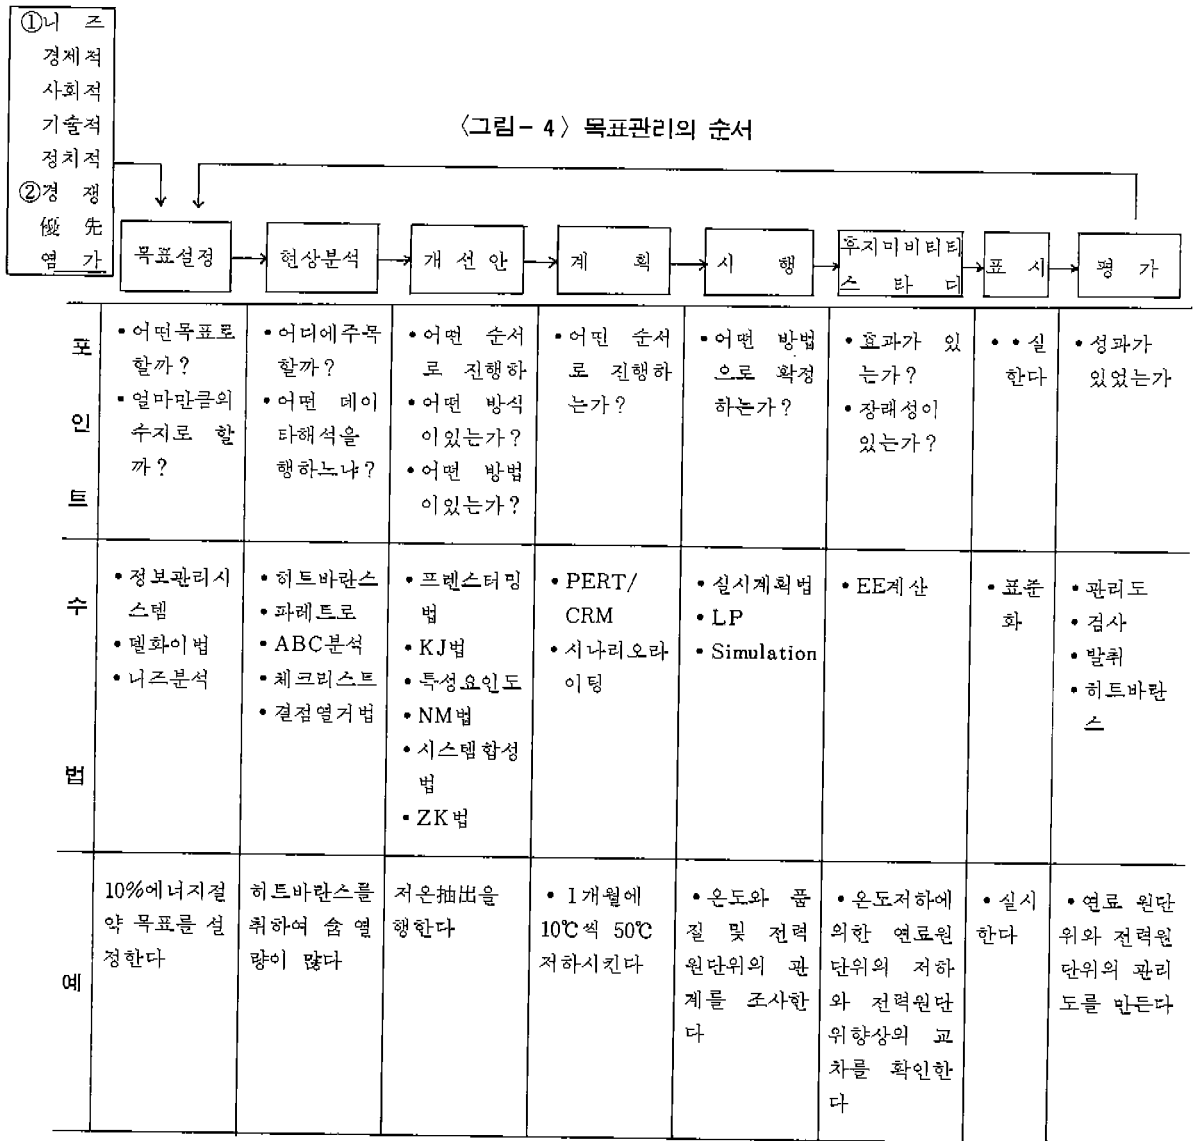 ①니 즈
경제적
사회적
기술적
정치적
②경 쟁
優 先
염 가
〈그림- 4〉목표관리의 순서
목표설정
현상분석
개 선 안
계 획
시 행
후지미비티티
스 타 디
표 시
평 가
포
인
트
• 어떤목표로
할까?
• 얼마만큼의
수지로 할
까?
• 어디에주목
할까?
• 어떤 데이
타해석을
행하느냐?
• 어떤 순서
로 진행하
• 어떤 방식
이있는가?
• 어떤 방법
이있는가?
• 어떤 순서
로 진행하
는가?
• 어떤 방법
으로 확정
하는가?
• 효과가 있
는가?
• 장래성이
있는가?
• • 실
한다
• 성과가
있었는가
수
법
• 정보관리시
스템
• 델화이법
• 니즈분석
• 히트바란스
• 파레트로
• ABC분석
• 체크리스트
• 결점열거법
• 프렌스터밍
법
• KJ법
• 특성요인도
• NM법
• 시스템합성
법
• ZK법
• PERT/
CRM
• 시나리오라
이팅
• 실시계획법
• LP
• Simulation
• EE계산
• 표준
화
• 관리도
• 검사
• 발취
• 히트바란
스
예
10%에너지절
약 목표를 설
정한다
히트바란스를
취하여 含 열
량이 많다
저온抽出을
행한다
• 1개월에
10℃씩 50℃
저하시킨다
• 온도와 품
질 및 전력
원단위의 관
계를 조사한
다
• 온도저하에
의한 연료원
단위의 저하
와 전력원단
위향상의 교
차를 확인한
다
• 실시
한다
• 연료 원단
위와 전력원
단위의 관리
도를 만든다